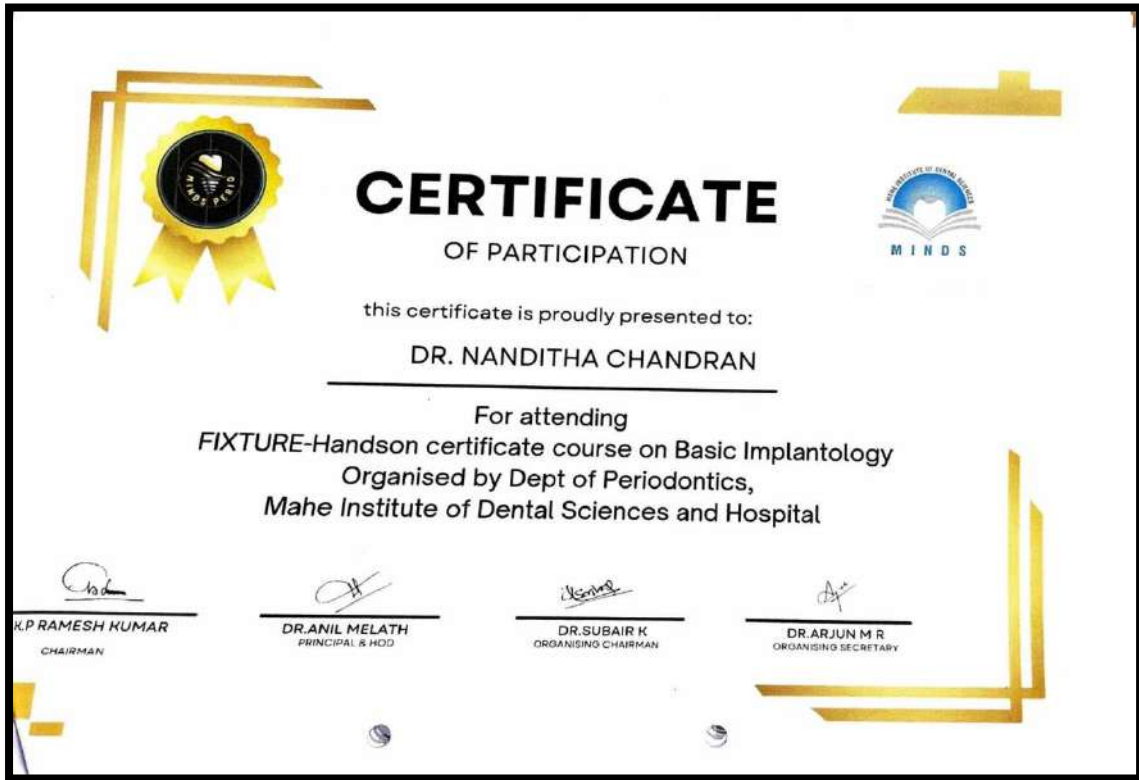 MINDS PERIO
MAHE INSTITUTE OF DENTAL SCIENCES
MINDS
CERTIFICATE
OF PARTICIPATION
this certificate is proudly presented to:
DR. NANDITHA CHANDRAN
For attending
FIXTURE-Handson certificate course on Basic Implantology
Organised by Dept of Periodontics,
Mahe Institute of Dental Sciences and Hospital
K.P RAMESH KUMAR
CHAIRMAN
DR.ANIL MELATH
PRINCIPAL & HOD
DR.SUBAIR K
ORGANISING CHAIRMAN
DR.ARJUN M R
ORGANISING SECRETARY